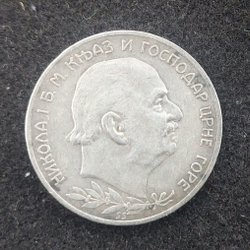 НИКОЛА I Б.М. КЊАЗ И ГОСПОДАР ЦРНЕ ГОРЕ